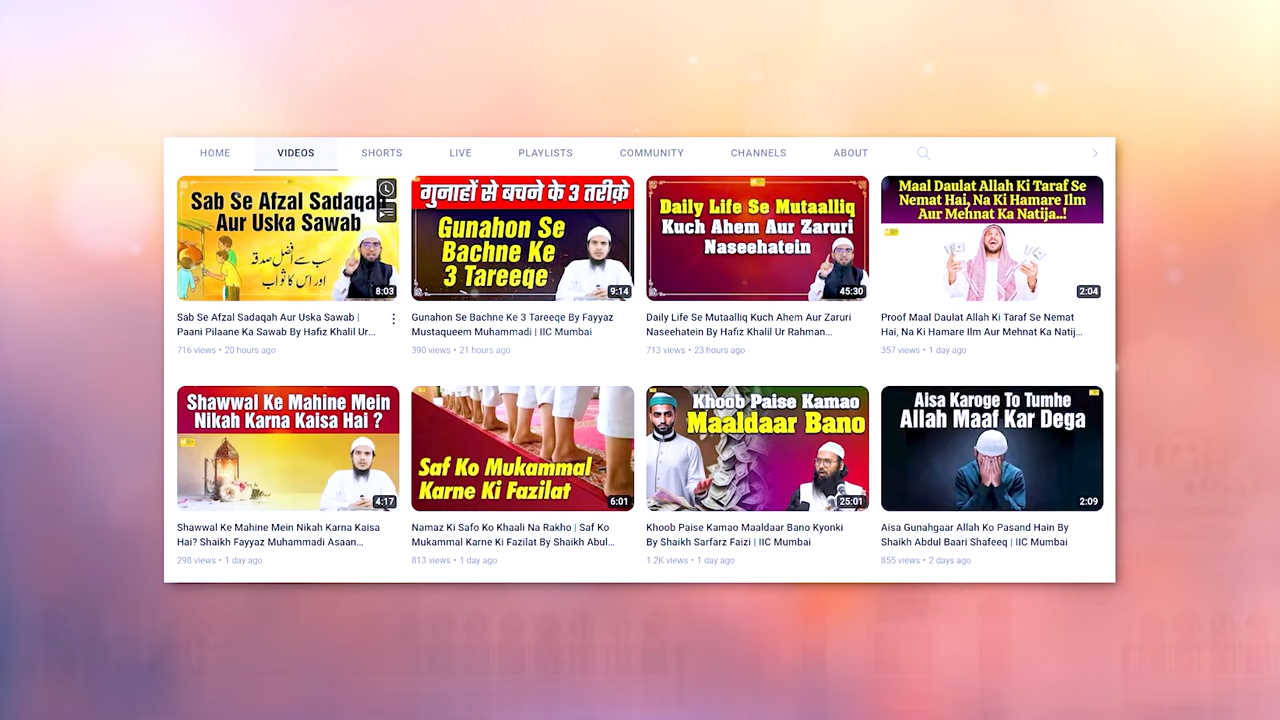 HOME VIDEOS SHORTS LIVE PLAYLISTS COMMUNITY CHANNELS ABOUT
Sab Se Afzal Sadaqah
Aur Uska Sawab
سب سے افضل صدقہ
اور اس کا ثواب
8:03
गुनाहों से बचने के 3 तरीक़े
Gunahon Se
Bachne Ke
3 Tareeqe
9:14
Daily Life Se Mutaalliq
Kuch Ahem Aur Zaruri
Naseehatein
45:30
Maal Daulat Allah Ki Taraf Se
Nemat Hai, Na Ki Hamare Ilm
Aur Mehnat Ka Natija..!
2:04
Sab Se Afzal Sadaqah Aur Uska Sawab |
Paani Pilaane Ka Sawab By Hafiz Khalil Ur...
716 views • 20 hours ago
Gunahon Se Bachne Ke 3 Tareeqe By Fayyaz
Mustaqueem Muhammadi | IIC Mumbai
390 views • 21 hours ago
Daily Life Se Mutaalliq Kuch Ahem Aur Zaruri
Naseehatein By Hafiz Khalil Ur Rahman...
713 views • 23 hours ago
Proof Maal Daulat Allah Ki Taraf Se Nemat
Hai, Na Ki Hamare Ilm Aur Mehnat Ka Natij...
357 views • 1 day ago
Shawwal Ke Mahine Mein
Nikah Karna Kaisa Hai ?
4:17
Saf Ko Mukammal
Karne Ki Fazilat
6:01
Khoob Paise Kamao
Maaldaar Bano
25:01
Aisa Karoge To Tumhe
Allah Maaf Kar Dega
2:09
Shawwal Ke Mahine Mein Nikah Karna Kaisa
Hai? Shaikh Fayyaz Muhammadi Asaan...
298 views • 1 day ago
Namaz Ki Safo Ko Khaali Na Rakho | Saf Ko
Mukammal Karne Ki Fazilat By Shaikh Abul...
813 views • 1 day ago
Khoob Paise Kamao Maaldaar Bano Kyonki
By Shaikh Sarfarz Faizi | IIC Mumbai
1.2K views • 1 day ago
Aisa Gunahgaar Allah Ko Pasand Hain By
Shaikh Abdul Baari Shafeeq | IIC Mumbai
855 views • 2 days ago